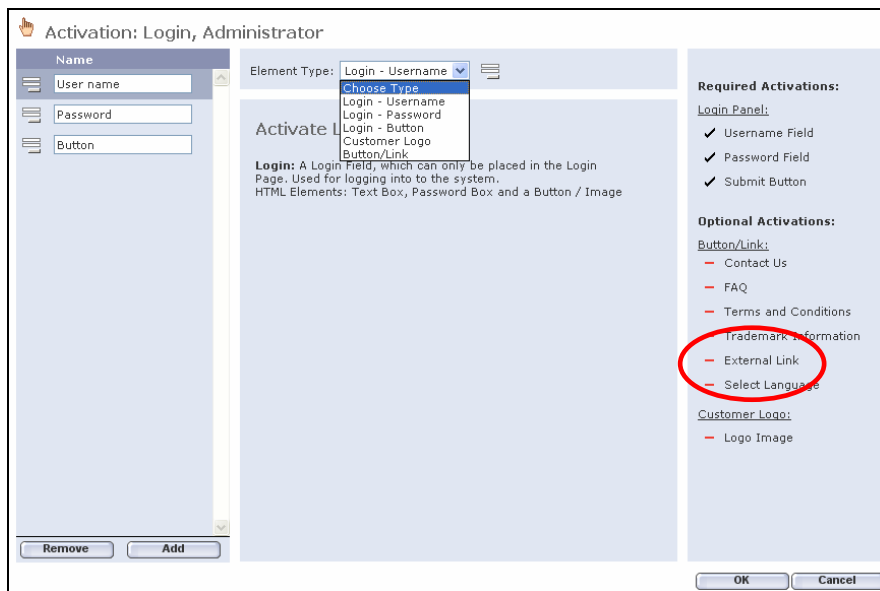 Activation: Login, Administrator
Name
User name
Password
Button
Remove
Add
Element Type: Login - Username
Choose Type
Login - Username
Login - Password
Login - Button
Customer Logo
Button/Link
Activate L
Login: A Login Field, which can only be placed in the Login
Page. Used for logging into to the system.
HTML Elements: Text Box, Password Box and a Button / Image
Required Activations:
Login Panel:
Username Field
Password Field
Submit Button
Optional Activations:
Button/Link:
Contact Us
FAQ
Terms and Conditions
Trademark Information
External Link
Select Language
Customer Logo:
Logo Image
OK
Cancel